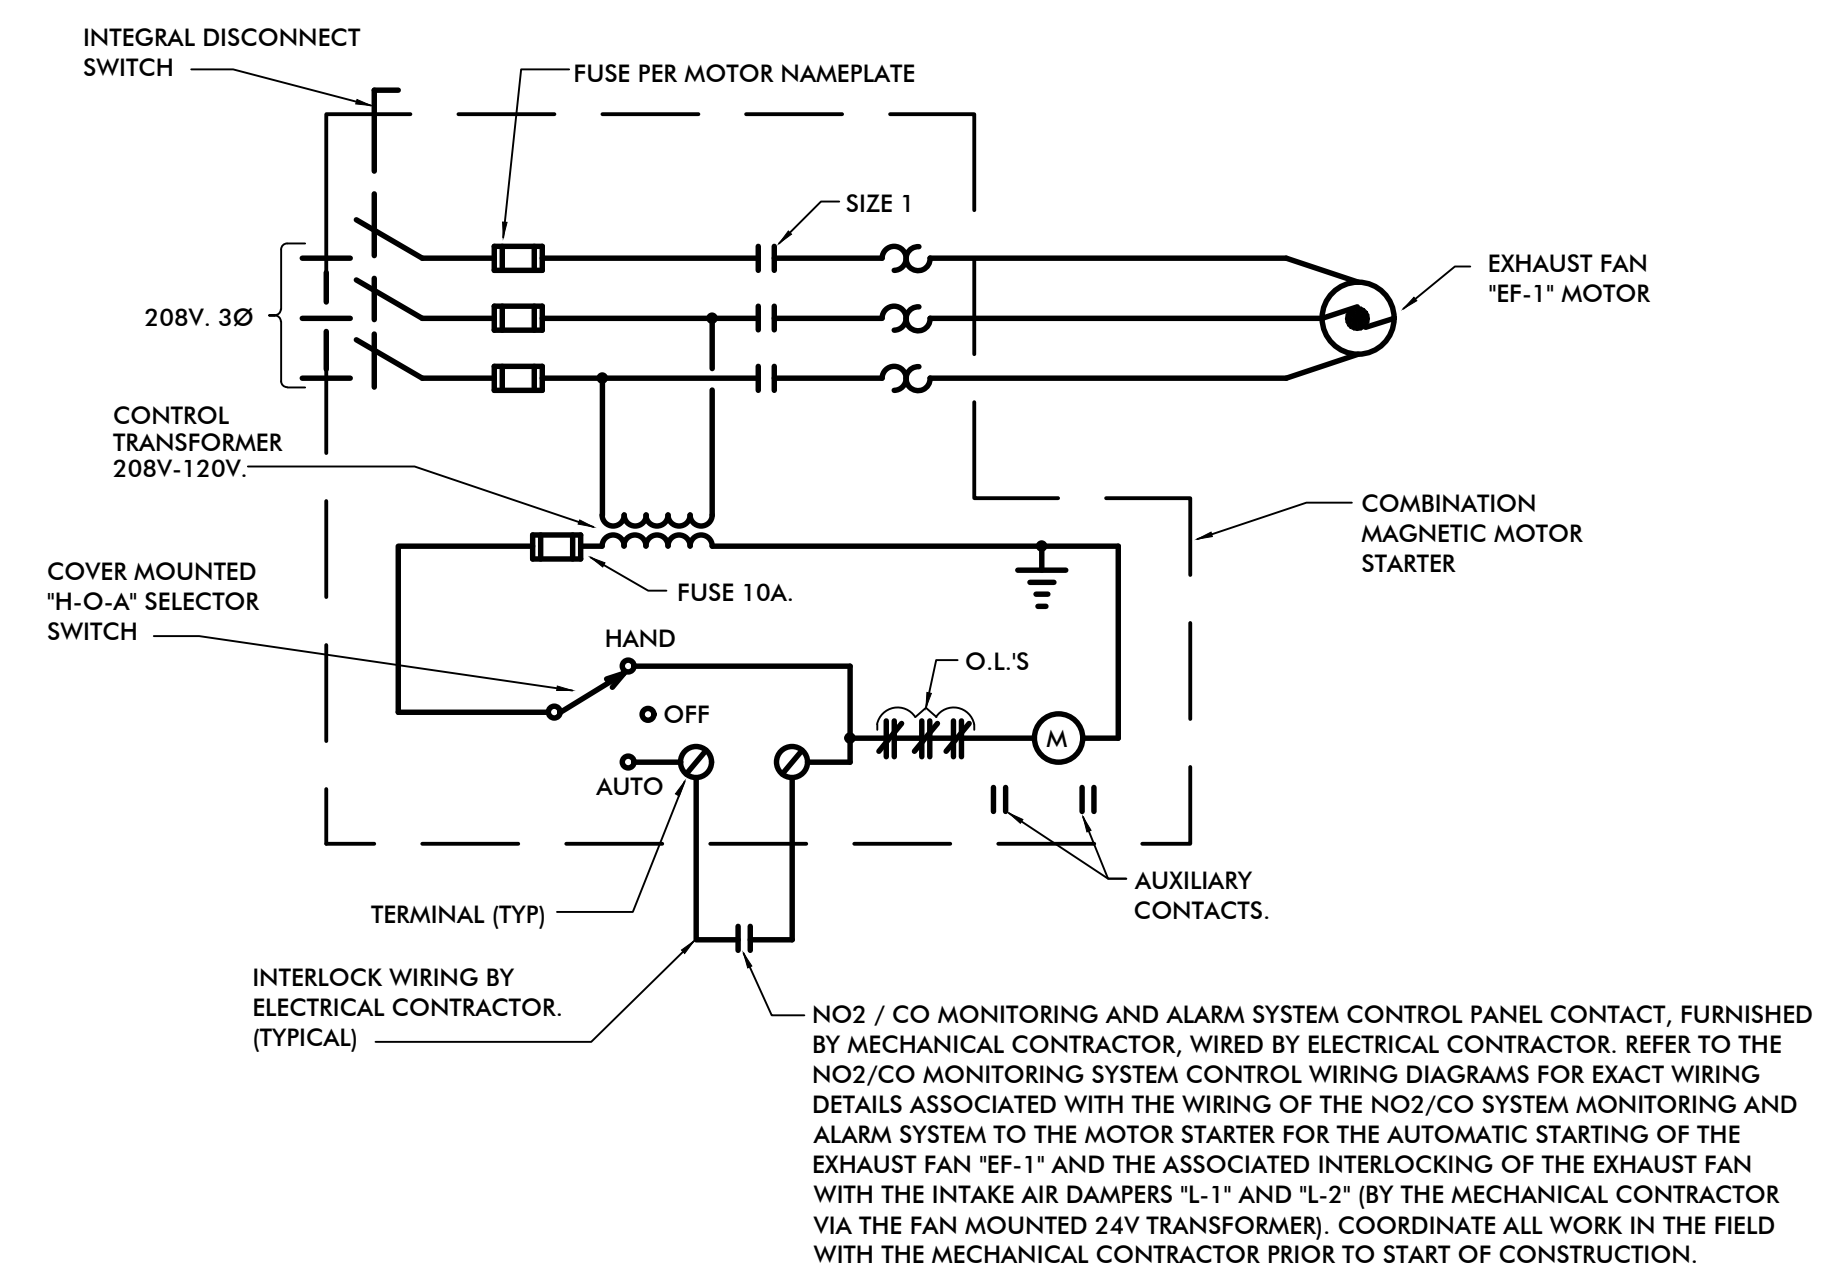 INTEGRAL DISCONNECT
SWITCH
FUSE PER MOTOR NAMEPLATE
SIZE 1
EXHAUST FAN
"EF-1" MOTOR
208V. 3Ø
CONTROL
TRANSFORMER
208V-120V.
COMBINATION
MAGNETIC MOTOR
STARTER
COVER MOUNTED
"H-O-A" SELECTOR
SWITCH
FUSE 10A.
HAND
O.L.'S
OFF
M
AUTO
AUXILIARY
CONTACTS.
TERMINAL (TYP)
INTERLOCK WIRING BY
ELECTRICAL CONTRACTOR.
(TYPICAL)
NO2 / CO MONITORING AND ALARM SYSTEM CONTROL PANEL CONTACT, FURNISHED
BY MECHANICAL CONTRACTOR, WIRED BY ELECTRICAL CONTRACTOR. REFER TO THE
NO2/CO MONITORING SYSTEM CONTROL WIRING DIAGRAMS FOR EXACT WIRING
DETAILS ASSOCIATED WITH THE WIRING OF THE NO2/CO SYSTEM MONITORING AND
ALARM SYSTEM TO THE MOTOR STARTER FOR THE AUTOMATIC STARTING OF THE
EXHAUST FAN "EF-1" AND THE ASSOCIATED INTERLOCKING OF THE EXHAUST FAN
WITH THE INTAKE AIR DAMPERS "L-1" AND "L-2" (BY THE MECHANICAL CONTRACTOR
VIA THE FAN MOUNTED 24V TRANSFORMER). COORDINATE ALL WORK IN THE FIELD
WITH THE MECHANICAL CONTRACTOR PRIOR TO START OF CONSTRUCTION.